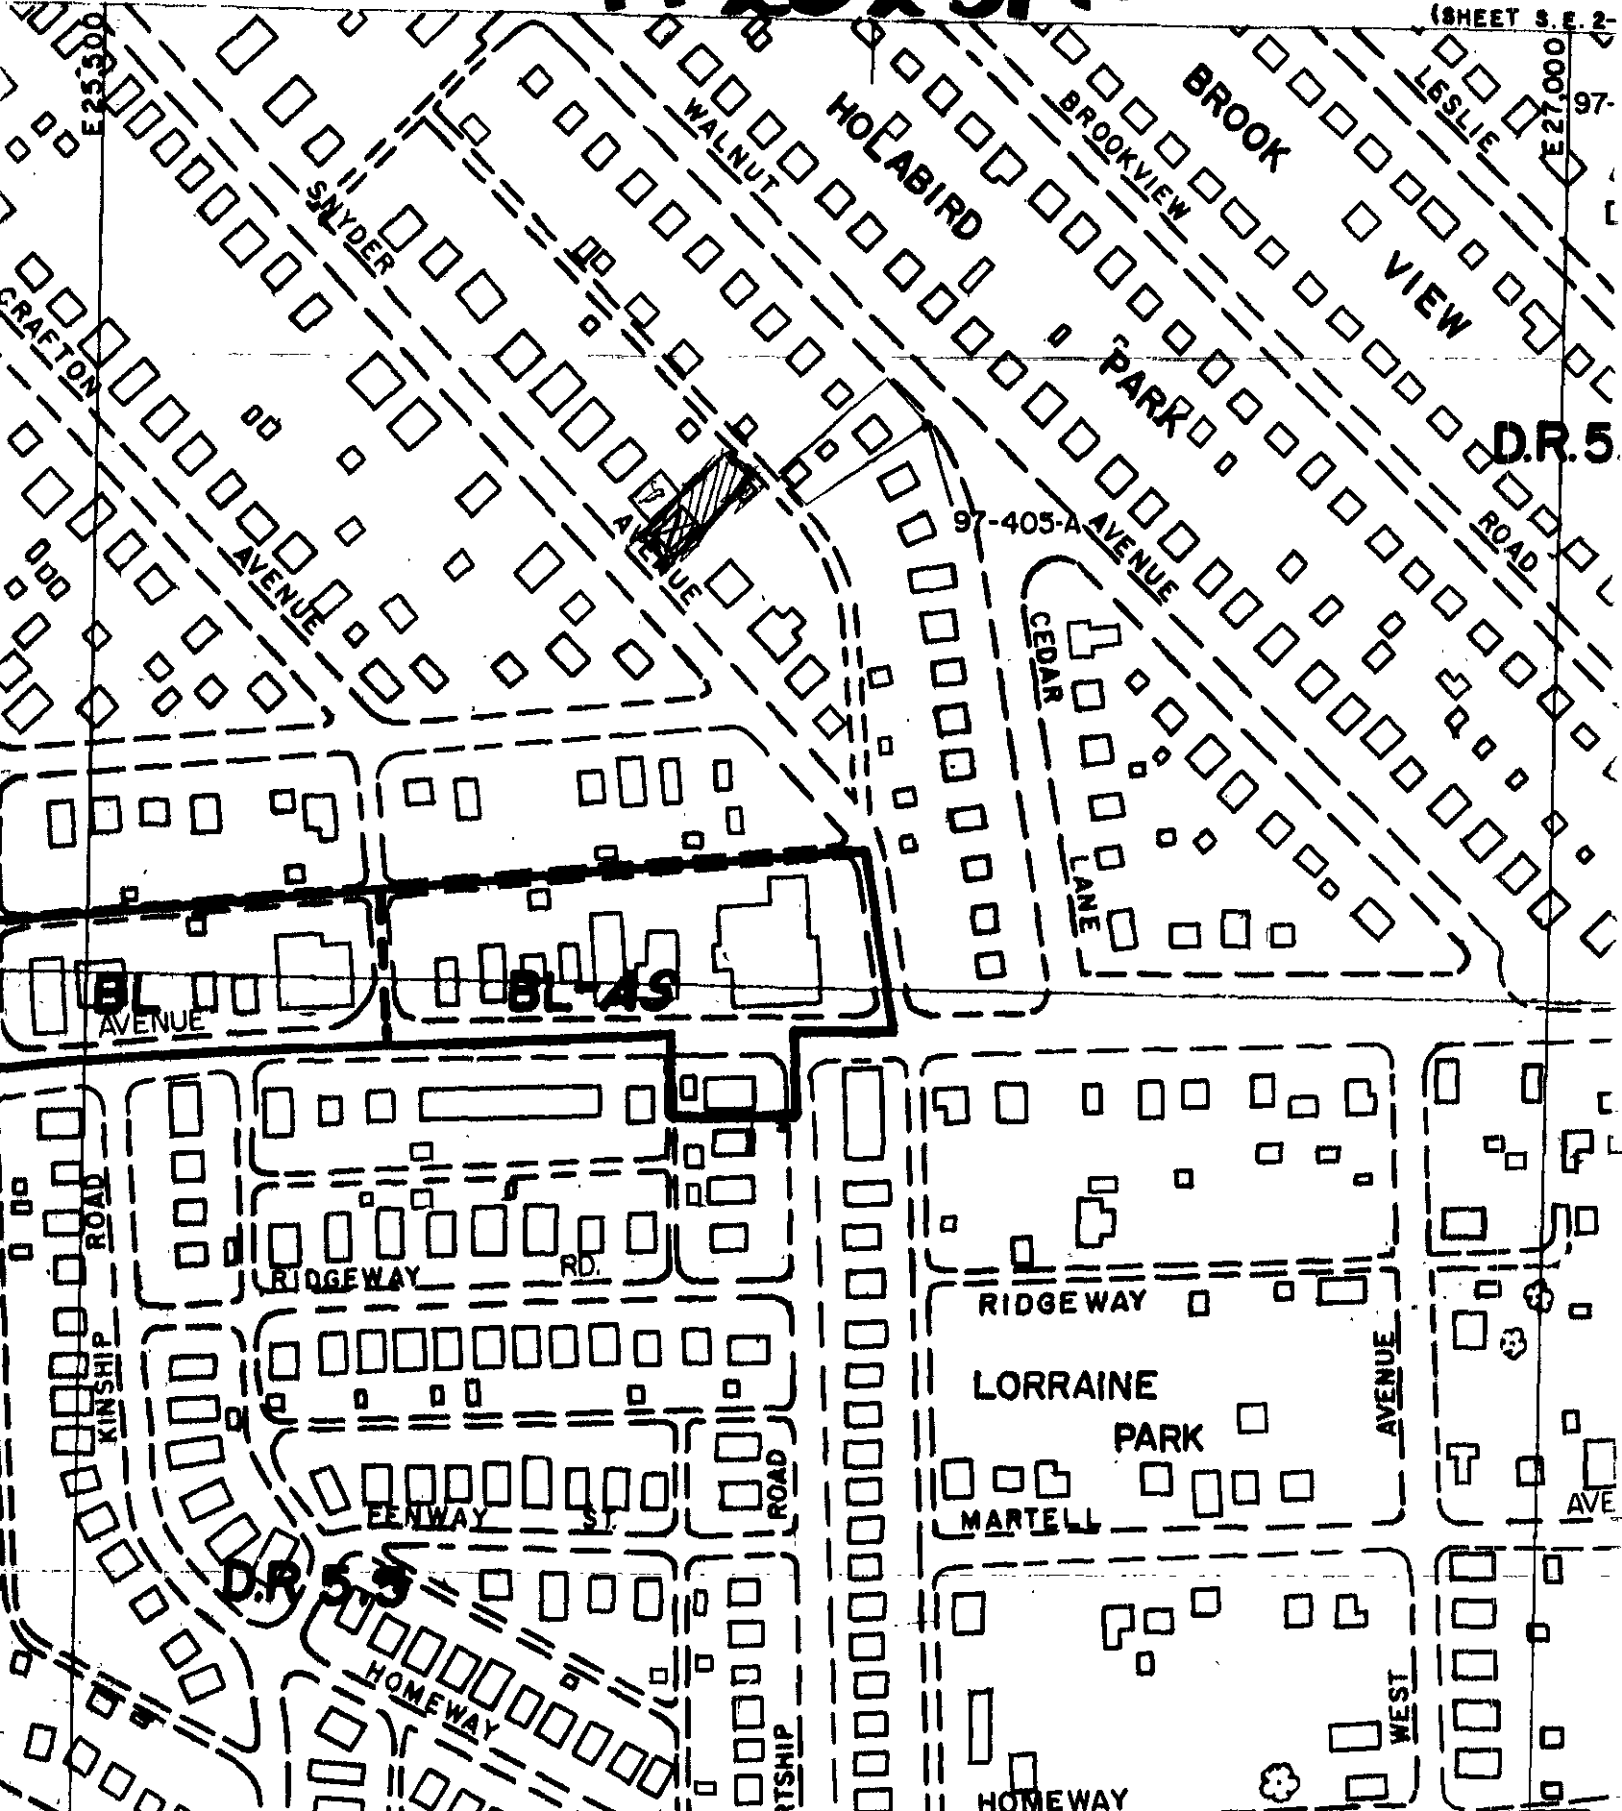 (SHEET S.E. 2-
E25,500
E27,000
97-
LESLIE
BROOK
VIEW
BROOKVIEW
ROAD
HOLABIRD
PARK
WALNUT
AVENUE
SNYDER
AVENUE
CRAFTON
AVENUE
D.R. 5
97-405-A
CEDAR
LANE
BL
AVENUE
BL-AS
KINSHIP
ROAD
RIDGEWAY
RD.
RIDGEWAY
LORRAINE
PARK
AVENUE
WEST
FENWAY
ST.
ROAD
MARTELL
AVE
D.R 5.5
HOMEWAY
RTSHIP
HOMEWAY